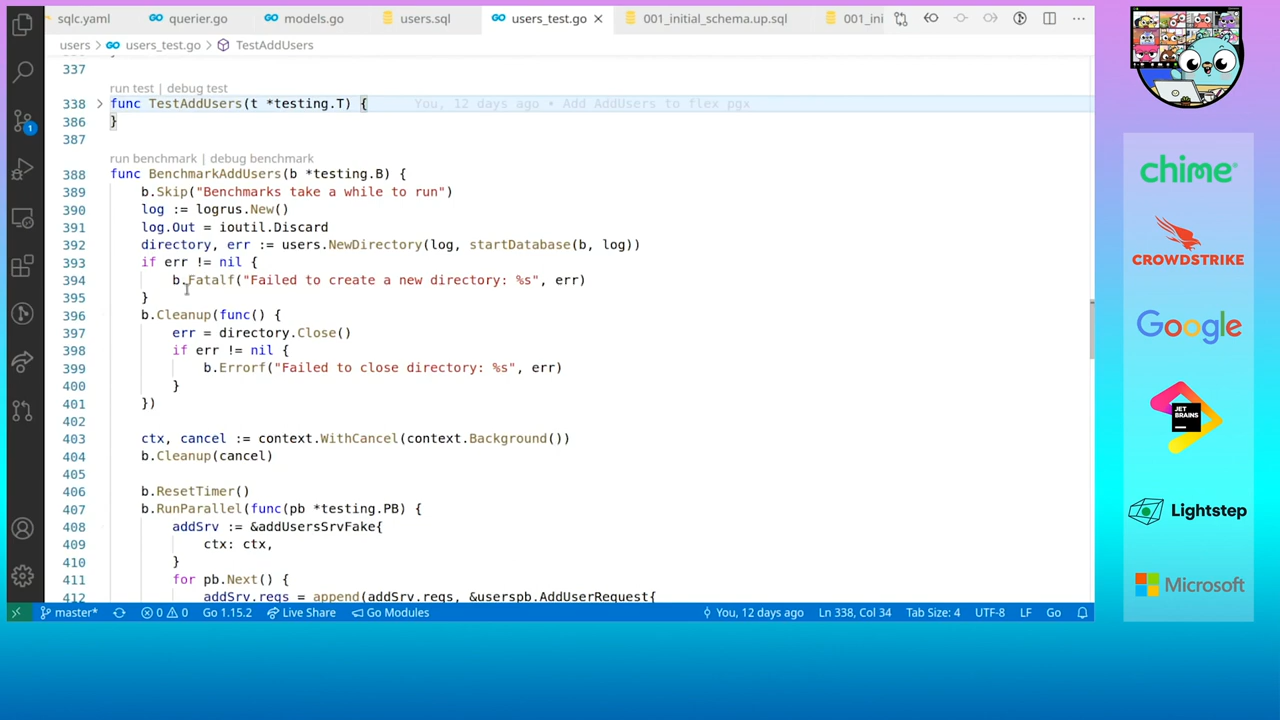 sqlc.yaml
querier.go
models.go
users.sql
users_test.go
001_initial_schema.up.sql
001_ini
users > users_test.go > TestAddUsers
337
run test | debug test
338 func TestAddUsers(t *testing.T) { You, 12 days ago • Add AddUsers to flex pgx
386 }
387
run benchmark | debug benchmark
388 func BenchmarkAddUsers(b *testing.B) {
389 b.Skip("Benchmarks take a while to run")
390 log := logrus.New()
391 log.Out = ioutil.Discard
392 directory, err := users.NewDirectory(log, startDatabase(b, log))
393 if err != nil {
394 b.Fatalf("Failed to create a new directory: %s", err)
395 }
396 b.Cleanup(func() {
397 err = directory.Close()
398 if err != nil {
399 b.Errorf("Failed to close directory: %s", err)
400 }
401 })
402
403 ctx, cancel := context.WithCancel(context.Background())
404 b.Cleanup(cancel)
405
406 b.ResetTimer()
407 b.RunParallel(func(pb *testing.PB) {
408 addSrv := &addUsersSrvFake{
409 ctx: ctx,
410 }
411 for pb.Next() {
412 addSrv.reqs = append(addSrv.reqs, &userspb.AddUserRequest{
1
master* 0 0 Go 1.15.2 Live Share Go Modules You, 12 days ago Ln 338, Col 34 Tab Size: 4 UTF-8 LF Go
chime
CROWDSTRIKE
Google
JET
BRAINS
Lightstep
Microsoft